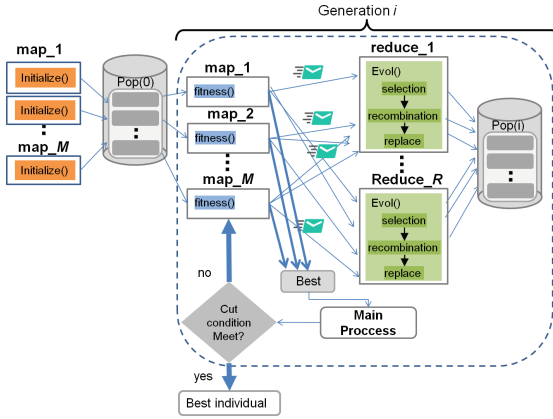 Generation i
map_1
Initialize()
Initialize()
map_M
Initialize()
Pop(0)
map_1
fitness()
map_2
fitness()
map_M
fitness()
reduce_1
Evol()
selection
recombination
replace
Reduce_R
Evol()
selection
recombination
replace
Pop(I)
Best
Main
Proccess
no
Cut
condition
Meet?
yes
Best individual